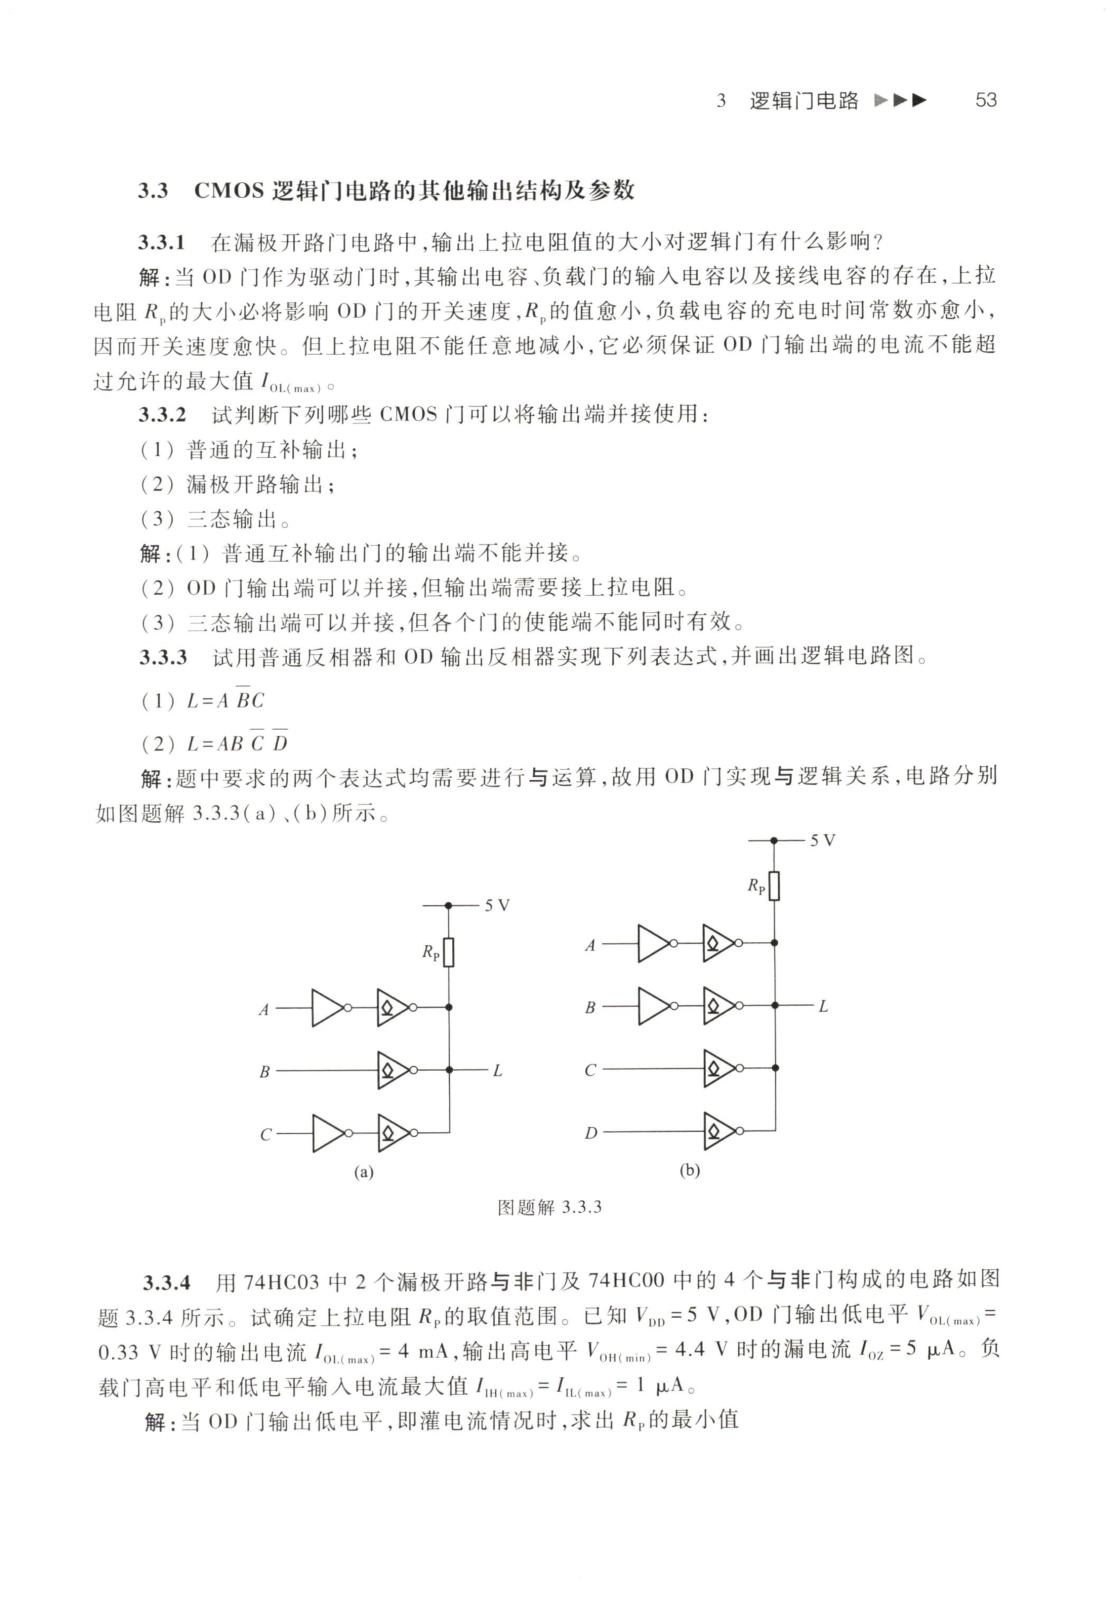 3 逻辑门电路 ▶▶▶ 53
3.3 CMOS 逻辑门电路的其他输出结构及参数
3.3.1 在漏极开路门电路中,输出上拉电阻值的大小对逻辑门有什么影响?
解:当 OD 门作为驱动门时,其输出电容、负载门的输入电容以及接线电容的存在,上拉
电阻 Rp的大小必将影响 OD 门的开关速度,Rp的值愈小,负载电容的充电时间常数亦愈小,
因而开关速度愈快。但上拉电阻不能任意地减小,它必须保证 OD 门输出端的电流不能超
过允许的最大值 IOL(max)。
3.3.2 试判断下列哪些 CMOS 门可以将输出端并接使用:
(1) 普通的互补输出;
(2) 漏极开路输出;
(3) 三态输出。
解:(1) 普通互补输出门的输出端不能并接。
(2) OD 门输出端可以并接,但输出端需要接上拉电阻。
(3) 三态输出端可以并接,但各个门的使能端不能同时有效。
3.3.3 试用普通反相器和 OD 输出反相器实现下列表达式,并画出逻辑电路图。
(1) L=A B̅C
(2) L=AB C̅ D̅
解:题中要求的两个表达式均需要进行与运算,故用 OD 门实现与逻辑关系,电路分别
如图题解 3.3.3(a)、(b)所示。
5 V
RP
A
B
L
C
(a)
5 V
RP
A
B
L
C
D
(b)
图题解 3.3.3
3.3.4 用 74HC03 中 2 个漏极开路与非门及 74HC00 中的 4 个与非门构成的电路如图
题 3.3.4 所示。试确定上拉电阻 RP的取值范围。已知 VDD=5 V,OD 门输出低电平 VOL(max)=
0.33 V 时的输出电流 IOL(max)=4 mA,输出高电平 VOH(min)=4.4 V 时的漏电流 IOZ=5 μA。负
载门高电平和低电平输入电流最大值 IIH(max)=IIL(max)=1 μA。
解:当 OD 门输出低电平,即灌电流情况时,求出 RP的最小值